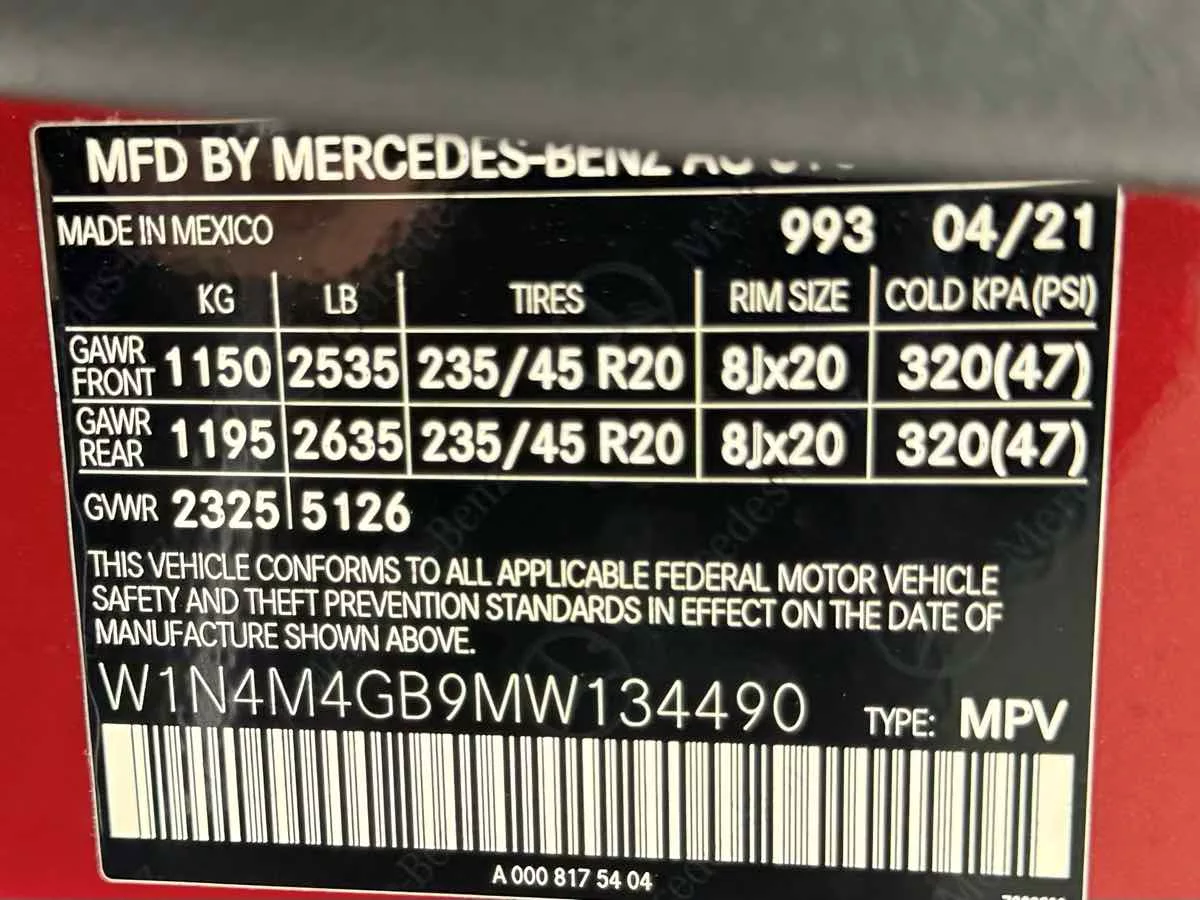 MFD BY MERCEDES-BENZ AG
MADE IN MEXICO 993 04/21
KG LB TIRES RIM SIZE COLD KPA (PSI)
GAWR FRONT 1150 2535 235/45 R20 8Jx20 320(47)
GAWR REAR 1195 2635 235/45 R20 8Jx20 320(47)
GVWR 2325 5126
THIS VEHICLE CONFORMS TO ALL APPLICABLE FEDERAL MOTOR VEHICLE
SAFETY AND THEFT PREVENTION STANDARDS IN EFFECT ON THE DATE OF
MANUFACTURE SHOWN ABOVE.
W1N4M4GB9MW134490 TYPE: MPV
A 000 817 54 04